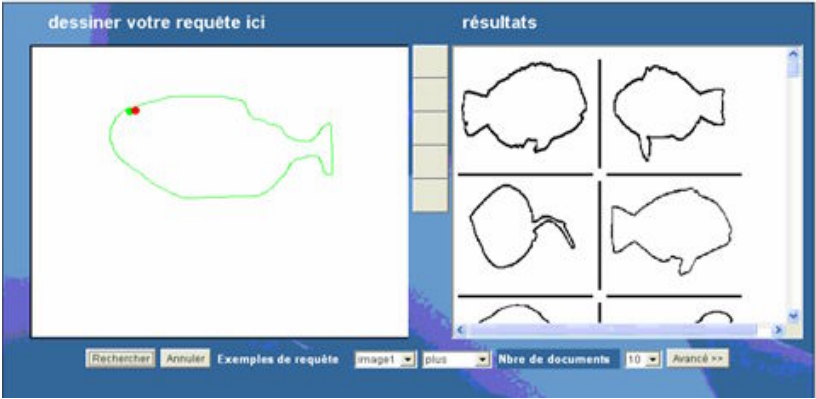 dessiner votre requête ici
résultats
Rechercher Annuler Exemples de requête image1 plus Nbre de documents 10 Avancé >>